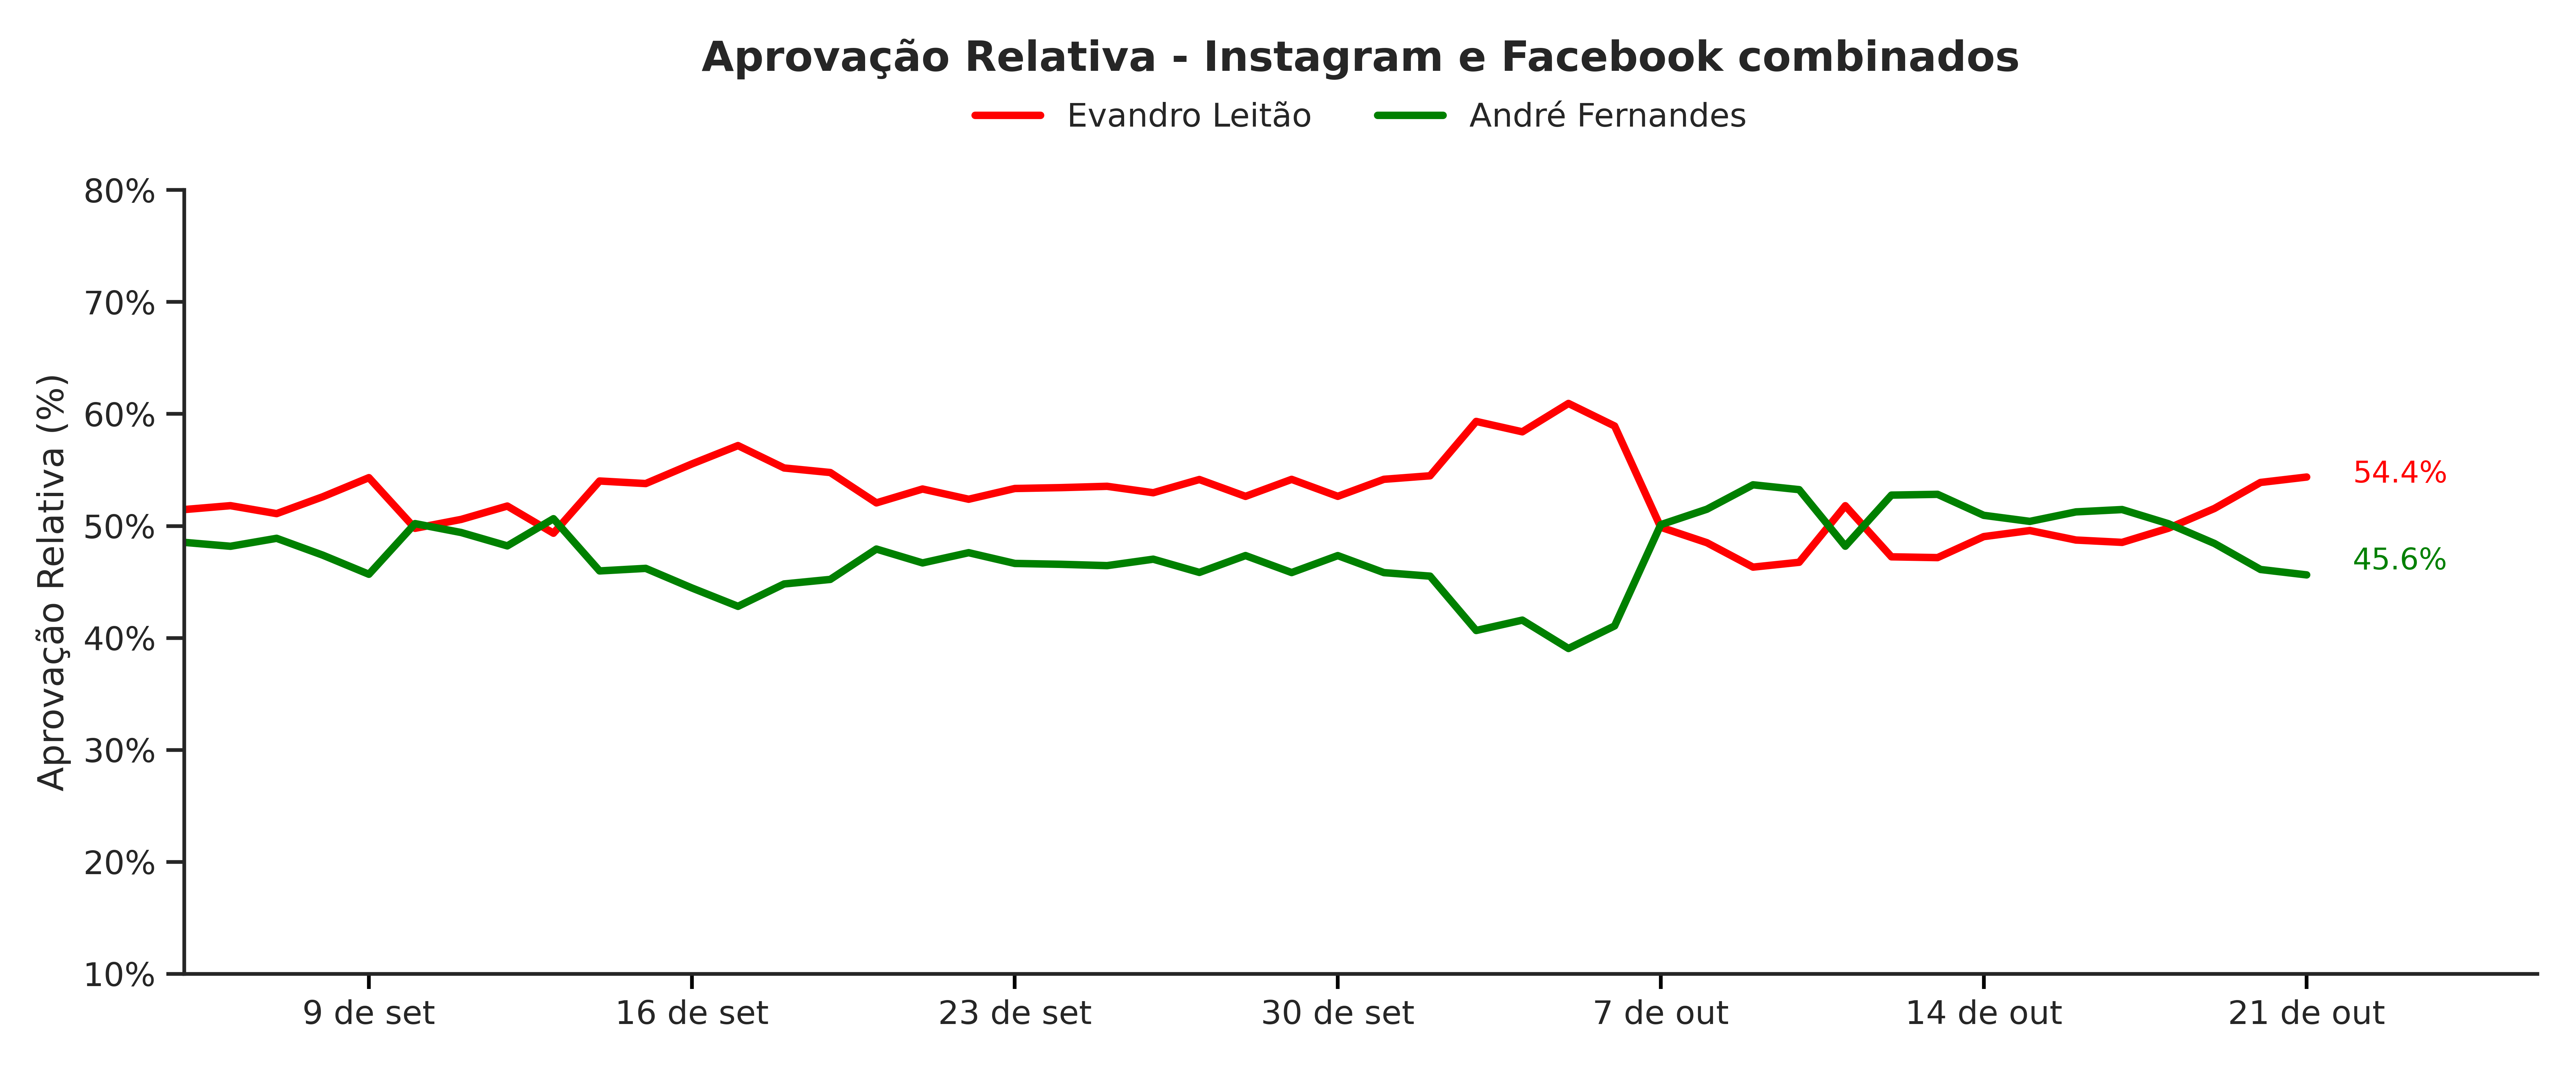 Aprovação Relativa - Instagram e Facebook combinados
Evandro Leitão
André Fernandes
Aprovação Relativa (%)
80%
70%
60%
50%
40%
30%
20%
10%
54.4%
45.6%
9 de set
16 de set
23 de set
30 de set
7 de out
14 de out
21 de out